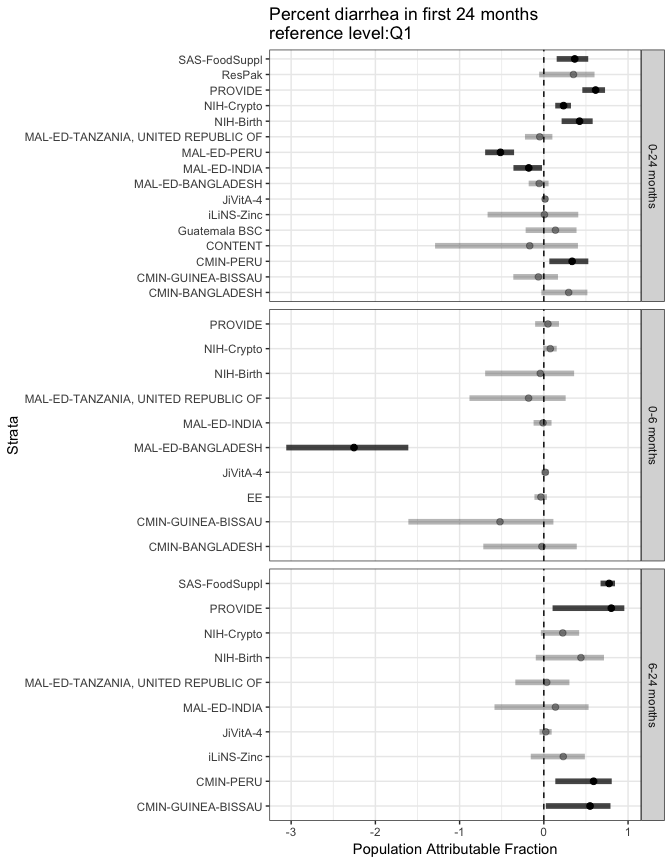 Percent diarrhea in first 24 months
reference level:Q1
SAS-FoodSuppl
ResPak
PROVIDE
NIH-Crypto
NIH-Birth
MAL-ED-TANZANIA, UNITED REPUBLIC OF
MAL-ED-PERU
MAL-ED-INDIA
MAL-ED-BANGLADESH
JiVitA-4
iLiNS-Zinc
Guatemala BSC
CONTENT
CMIN-PERU
CMIN-GUINEA-BISSAU
CMIN-BANGLADESH
0-24 months
PROVIDE
NIH-Crypto
NIH-Birth
MAL-ED-TANZANIA, UNITED REPUBLIC OF
MAL-ED-INDIA
MAL-ED-BANGLADESH
JiVitA-4
EE
CMIN-GUINEA-BISSAU
CMIN-BANGLADESH
0-6 months
Strata
SAS-FoodSuppl
PROVIDE
NIH-Crypto
NIH-Birth
MAL-ED-TANZANIA, UNITED REPUBLIC OF
MAL-ED-INDIA
JiVitA-4
iLiNS-Zinc
CMIN-PERU
CMIN-GUINEA-BISSAU
6-24 months
-3 -2 -1 0 1
Population Attributable Fraction